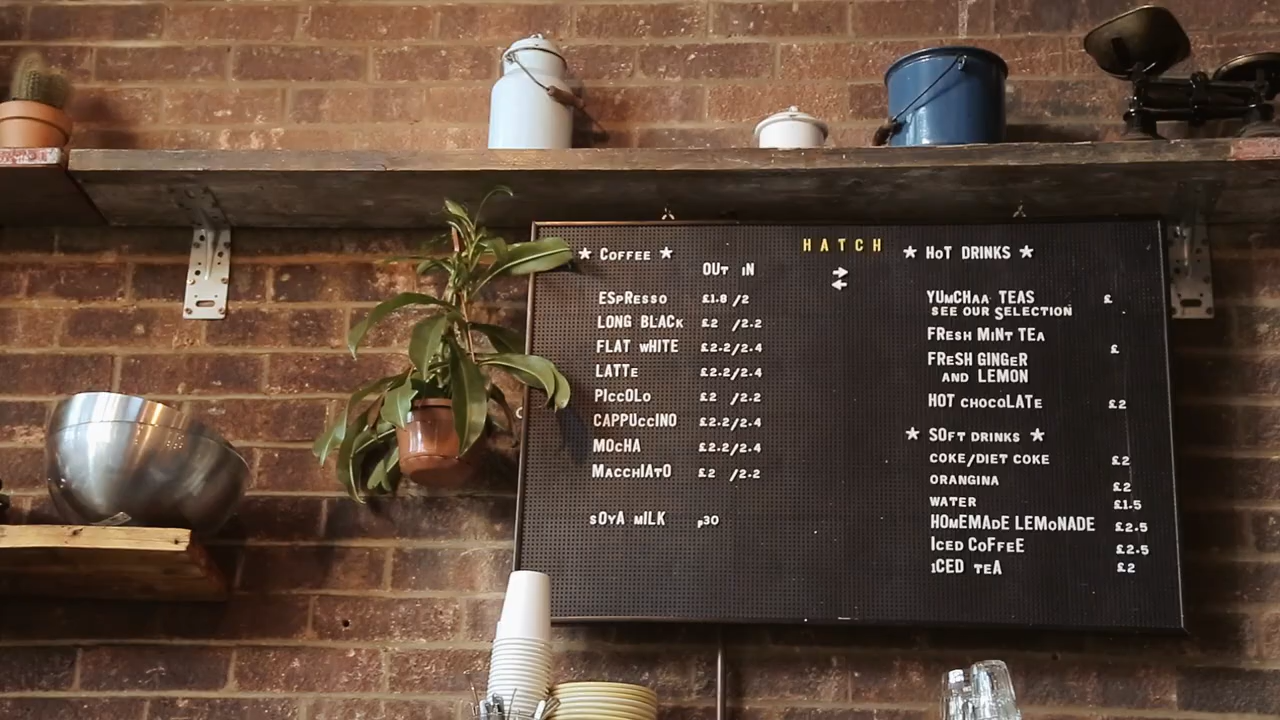 HATCH
★ COFFEE ★
OUT IN
ESPRESSO £1.8 /2
LONG BLACK £2 /2.2
FLAT WHITE £2.2/2.4
LATTE £2.2/2.4
PICCOLO £2 /2.2
CAPPUCCINO £2.2/2.4
MOCHA £2.2/2.4
MACCHIATO £2 /2.2
SOYA MILK p30
★ HOT DRINKS ★
YUMCHAA TEAS £
SEE OUR SELECTION
FRESH MINT TEA
£
FRESH GINGER
AND LEMON
HOT CHOCOLATE £2
★ SOFT DRINKS ★
COKE/DIET COKE £2
ORANGINA £2
WATER £1.5
HOMEMADE LEMONADE £2.5
ICED COFFEE £2.5
ICED TEA £2